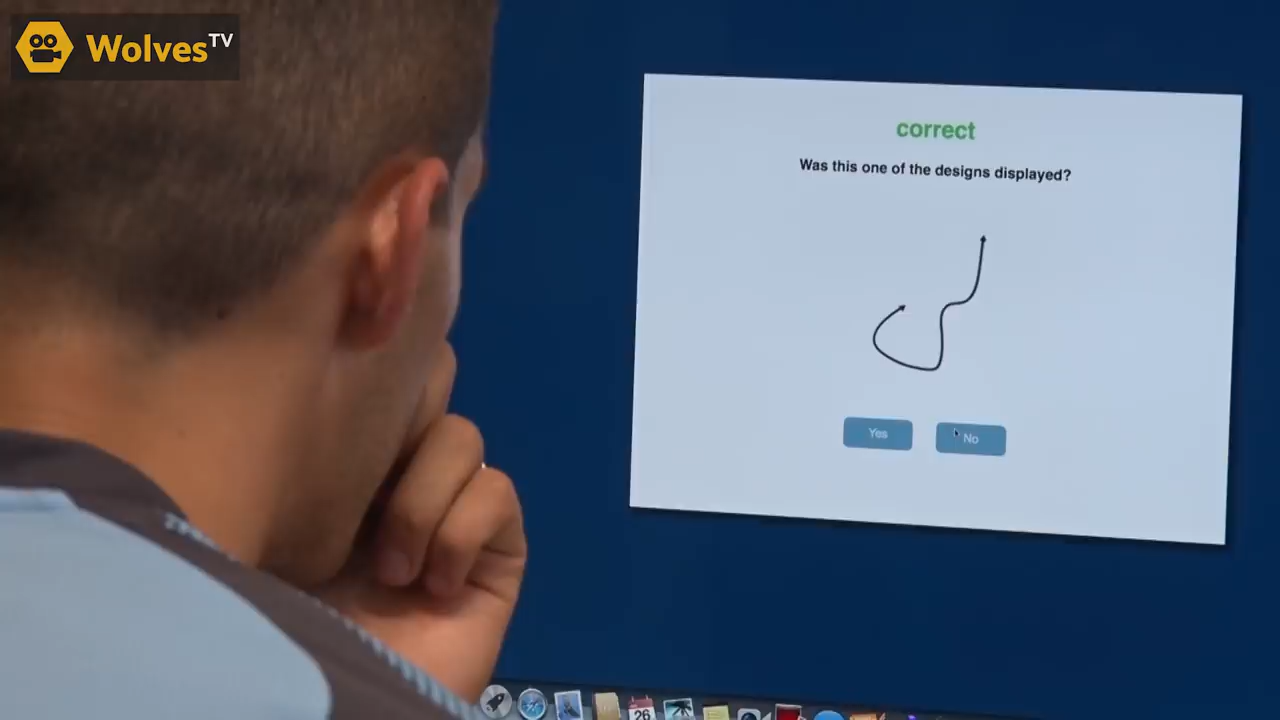 WolvesTV
correct
Was this one of the designs displayed?
Yes
No
26